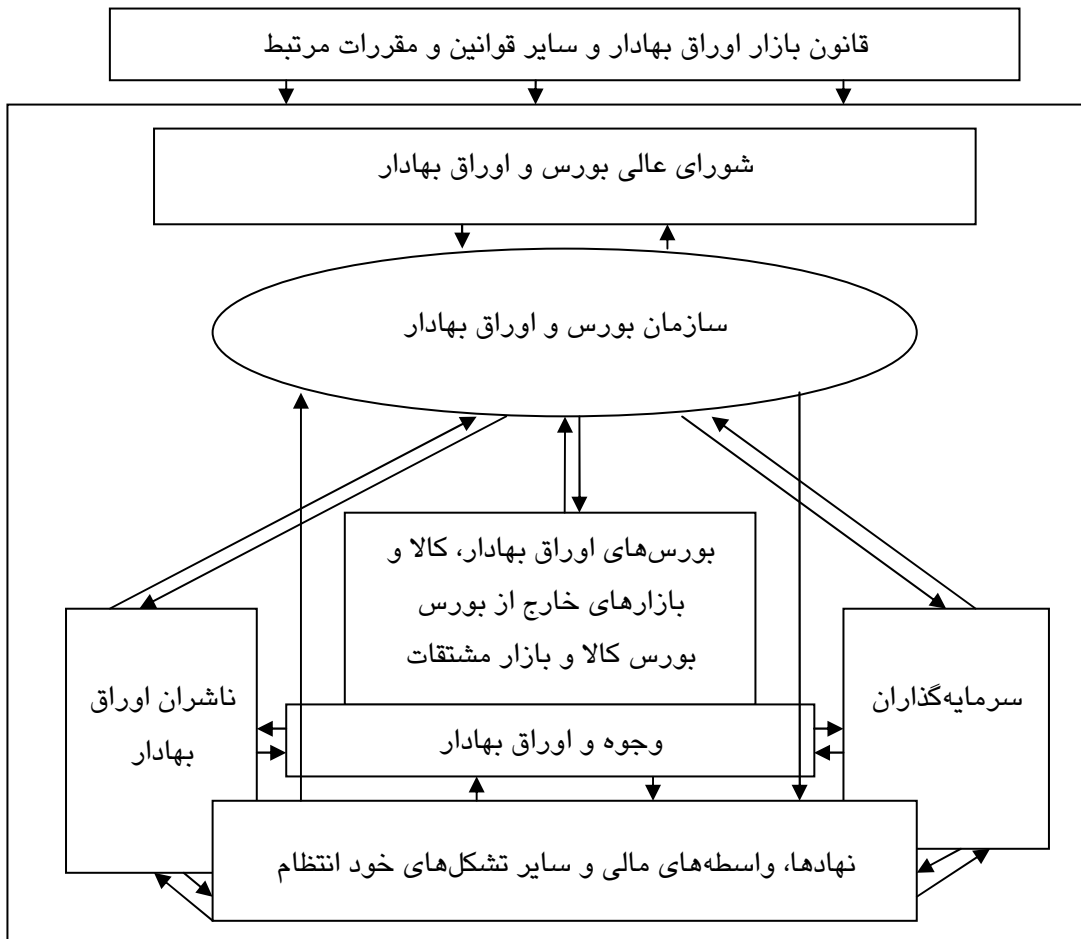 قانون بازار اوراق بهادار و سایر قوانین و مقررات مرتبط
شورای عالی بورس و اوراق بهادار
سازمان بورس و اوراق بهادار
بورس‌های اوراق بهادار، کالا و
بازارهای خارج از بورس
بورس کالا و بازار مشتقات
ناشران اوراق
بهادار
سرمایه‌گذاران
وجوه و اوراق بهادار
نهادها، واسطه‌های مالی و سایر تشکل‌های خود انتظام